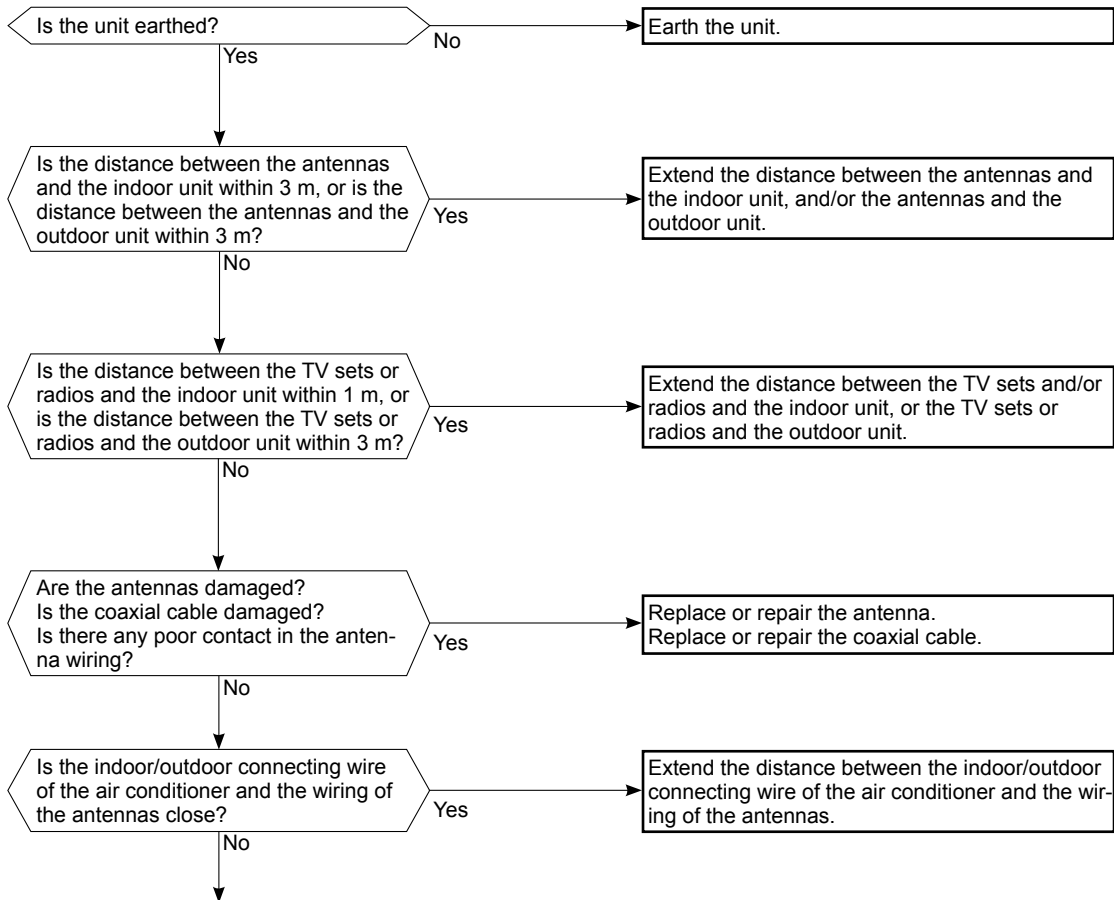 Is the unit earthed?
No
Earth the unit.
Yes
Is the distance between the antennas
and the indoor unit within 3 m, or is the
distance between the antennas and the
outdoor unit within 3 m?
Yes
Extend the distance between the antennas and
the indoor unit, and/or the antennas and the
outdoor unit.
No
Is the distance between the TV sets or
radios and the indoor unit within 1 m, or
is the distance between the TV sets or
radios and the outdoor unit within 3 m?
Yes
Extend the distance between the TV sets and/or
radios and the indoor unit, or the TV sets or
radios and the outdoor unit.
No
Are the antennas damaged?
Is the coaxial cable damaged?
Is there any poor contact in the anten-
na wiring?
Yes
Replace or repair the antenna.
Replace or repair the coaxial cable.
No
Is the indoor/outdoor connecting wire
of the air conditioner and the wiring of
the antennas close?
Yes
Extend the distance between the indoor/outdoor
connecting wire of the air conditioner and the wir-
ing of the antennas.
No